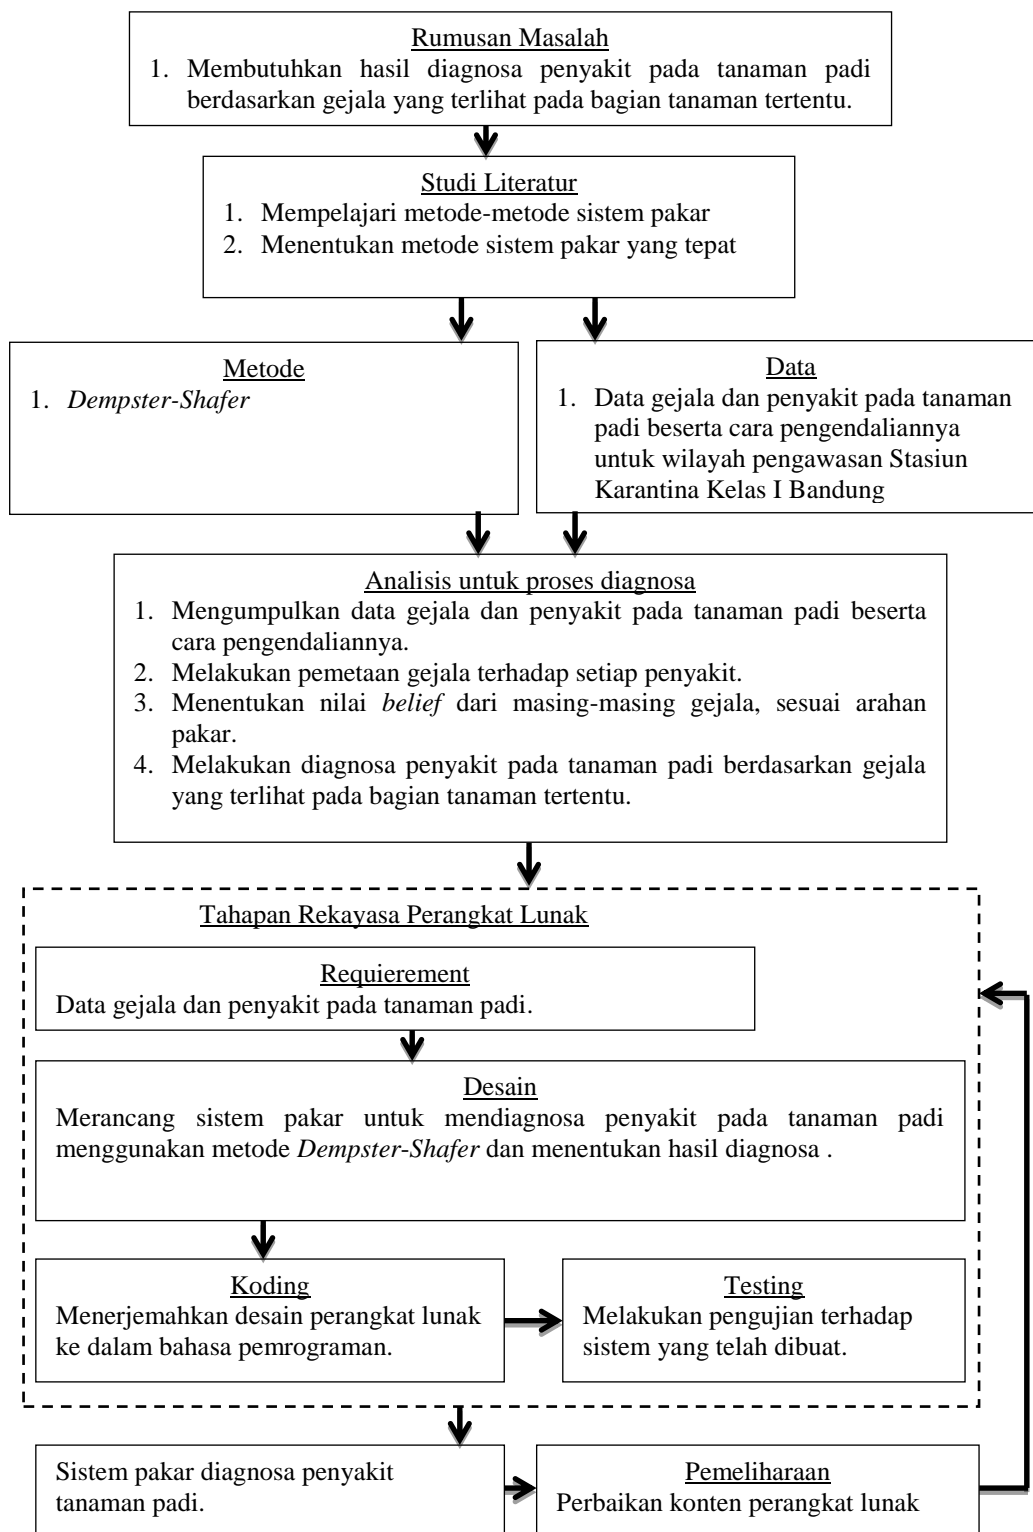 Rumusan Masalah
1. Membutuhkan hasil diagnosa penyakit pada tanaman padi
berdasarkan gejala yang terlihat pada bagian tanaman tertentu.
Studi Literatur
1. Mempelajari metode-metode sistem pakar
2. Menentukan metode sistem pakar yang tepat
Metode
1. Dempster-Shafer
Data
1. Data gejala dan penyakit pada tanaman
padi beserta cara pengendaliannya
untuk wilayah pengawasan Stasiun
Karantina Kelas I Bandung
Analisis untuk proses diagnosa
1. Mengumpulkan data gejala dan penyakit pada tanaman padi beserta
cara pengendaliannya.
2. Melakukan pemetaan gejala terhadap setiap penyakit.
3. Menentukan nilai belief dari masing-masing gejala, sesuai arahan
pakar.
4. Melakukan diagnosa penyakit pada tanaman padi berdasarkan gejala
yang terlihat pada bagian tanaman tertentu.
Tahapan Rekayasa Perangkat Lunak
Requierement
Data gejala dan penyakit pada tanaman padi.
Desain
Merancang sistem pakar untuk mendiagnosa penyakit pada tanaman padi
menggunakan metode Dempster-Shafer dan menentukan hasil diagnosa .
Koding
Menerjemahkan desain perangkat lunak
ke dalam bahasa pemrograman.
Testing
Melakukan pengujian terhadap
sistem yang telah dibuat.
Sistem pakar diagnosa penyakit
tanaman padi.
Pemeliharaan
Perbaikan konten perangkat lunak